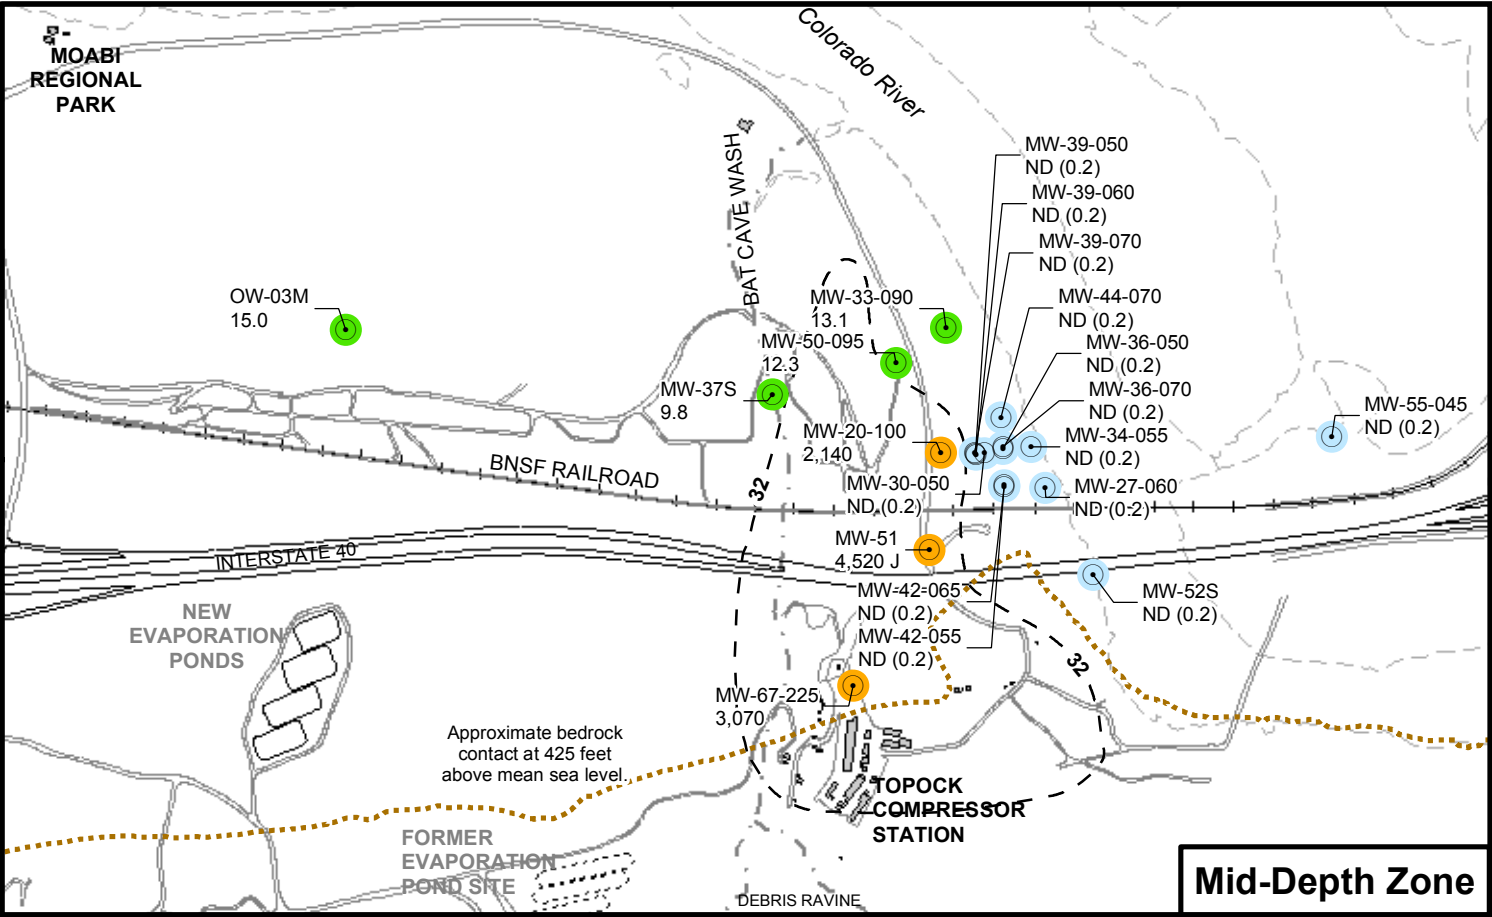 MOABI
REGIONAL
PARK
Colorado River
BAT CAVE WASH
MW-39-050
ND (0.2)
MW-39-060
ND (0.2)
MW-39-070
ND (0.2)
MW-44-070
ND (0.2)
MW-36-050
ND (0.2)
MW-36-070
ND (0.2)
MW-34-055
ND (0.2)
MW-27-060
ND (0.2)
MW-55-045
ND (0.2)
OW-03M
15.0
MW-33-090
13.1
MW-50-095
12.3
MW-37S
9.8
MW-20-100
2,140
MW-30-050
ND (0.2)
BNSF RAILROAD
32
MW-51
4,520 J
INTERSTATE 40
MW-42-065
ND (0.2)
MW-42-055
ND (0.2)
MW-52S
ND (0.2)
32
NEW
EVAPORATION
PONDS
MW-67-225
3,070
Approximate bedrock
contact at 425 feet
above mean sea level.
TOPOCK
COMPRESSOR
STATION
FORMER
EVAPORATION
POND SITE
DEBRIS RAVINE
Mid-Depth Zone